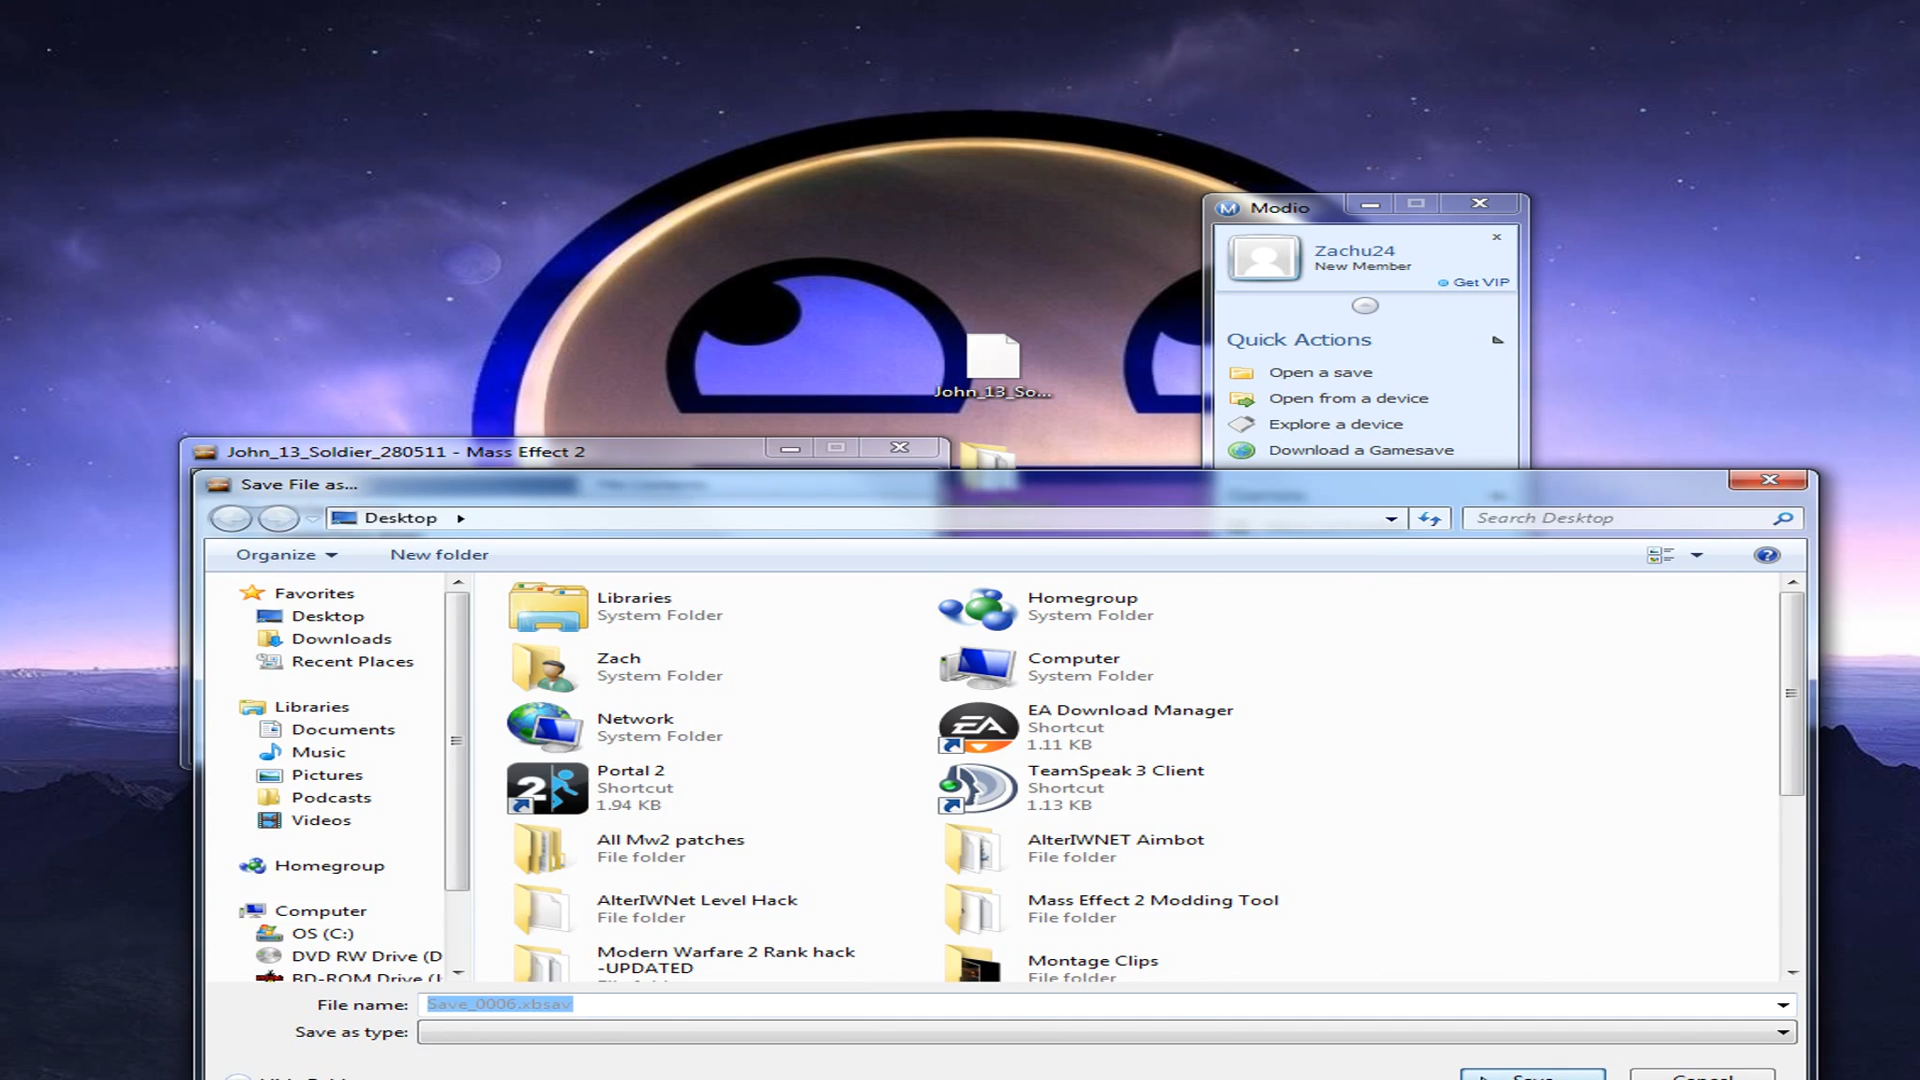 Modio
Zachu24
New Member
Get VIP
Quick Actions
Open a save
Open from a device
Explore a device
Download a Gamesave
John_13_So...
John_13_Soldier_280511 - Mass Effect 2
Save File as...
Desktop
Search Desktop
Organize
New folder
Favorites
Desktop
Downloads
Recent Places
Libraries
Documents
Music
Pictures
Podcasts
Videos
Homegroup
Computer
OS (C:)
DVD RW Drive (D
BD-ROM Drive (
Libraries
System Folder
Homegroup
System Folder
Zach
System Folder
Computer
System Folder
Network
System Folder
EA Download Manager
Shortcut
1.11 KB
Portal 2
Shortcut
1.94 KB
TeamSpeak 3 Client
Shortcut
1.13 KB
All Mw2 patches
File folder
AlterIWNET Aimbot
File folder
AlterIWNet Level Hack
File folder
Mass Effect 2 Modding Tool
File folder
Modern Warfare 2 Rank hack
-UPDATED
Montage Clips
File folder
File name: Save_0006.xbsav
Save as type:
Save
Cancel